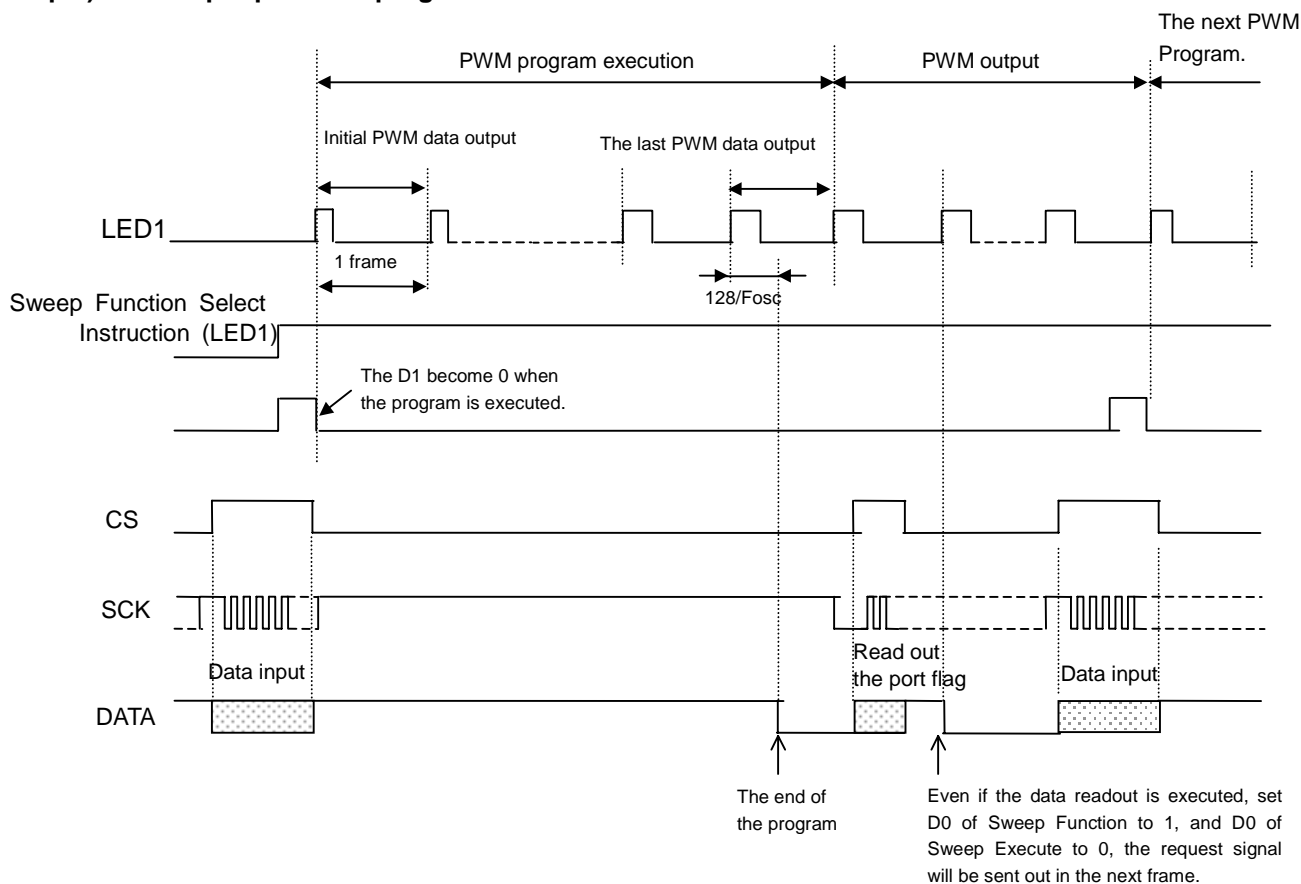 The next PWM
Program.
PWM program execution
PWM output
Initial PWM data output
The last PWM data output
LED1
1 frame
128/Fosc
Sweep Function Select
Instruction (LED1)
The D1 become 0 when
the program is executed.
CS
SCK
Read out
the port flag
Data input
Data input
DATA
The end of
the program
Even if the data readout is executed, set
D0 of Sweep Function to 1, and D0 of
Sweep Execute to 0, the request signal
will be sent out in the next frame.